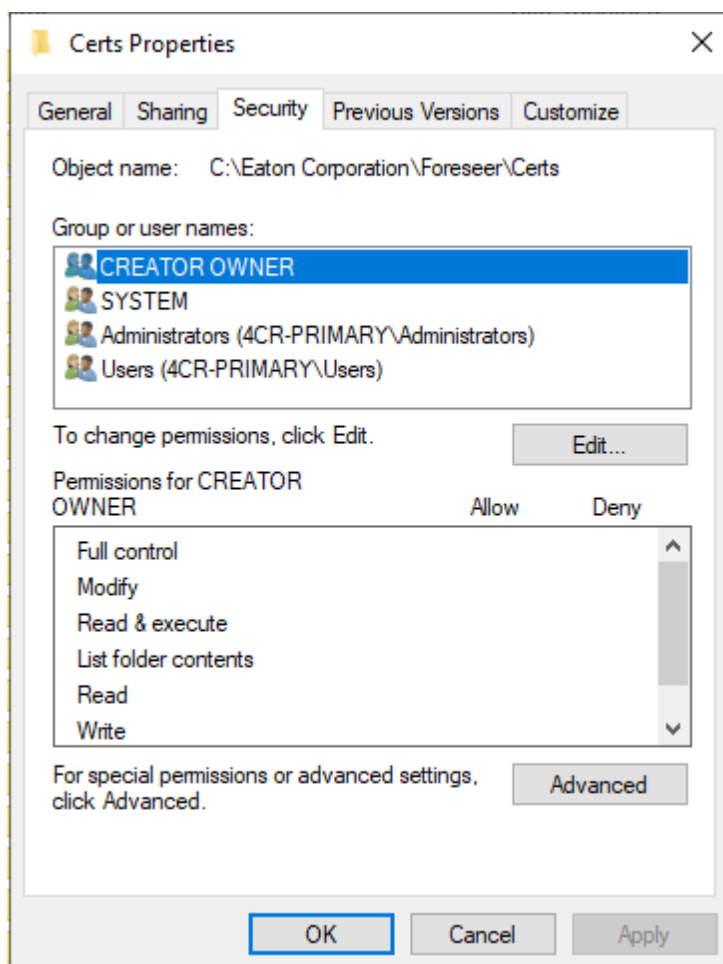 Certs Properties
General Sharing Security Previous Versions Customize
Object name: C:\Eaton Corporation\Foreseer\Certs
Group or user names:
CREATOR OWNER
SYSTEM
Administrators (4CR-PRIMARY\Administrators)
Users (4CR-PRIMARY\Users)
To change permissions, click Edit.
Edit...
Permissions for CREATOR
OWNER Allow Deny
Full control
Modify
Read & execute
List folder contents
Read
Write
For special permissions or advanced settings,
click Advanced.
Advanced
OK Cancel Apply